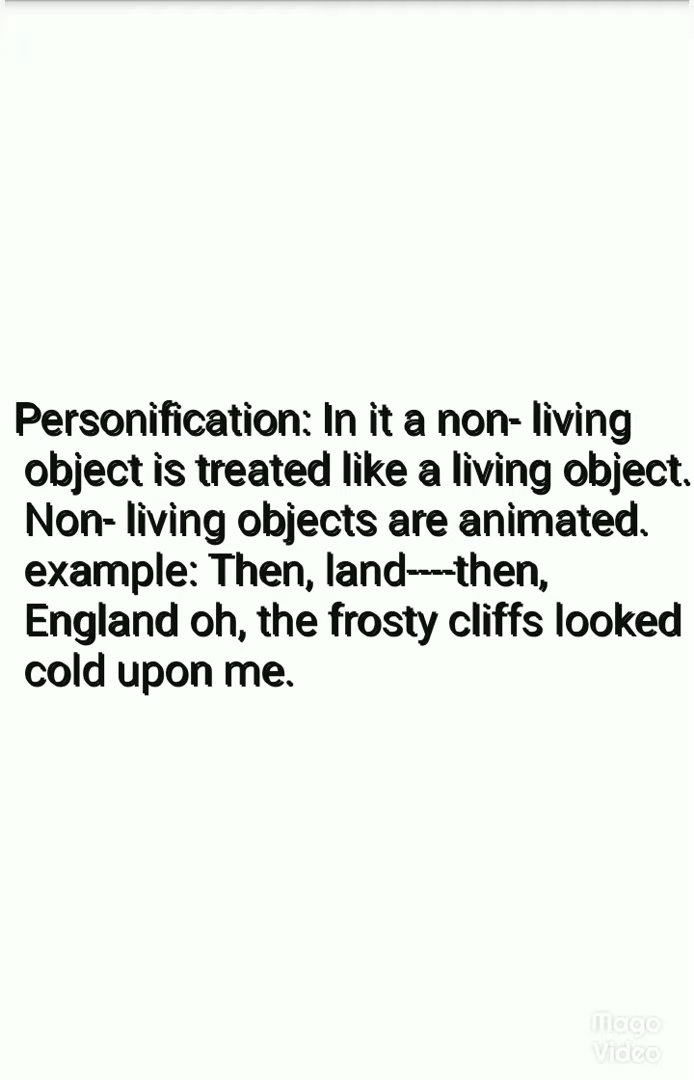 Personification: In it a non- living
object is treated like a living object.
Non- living objects are animated.
example: Then, land----then,
England oh, the frosty cliffs looked
cold upon me.
Mago
Video